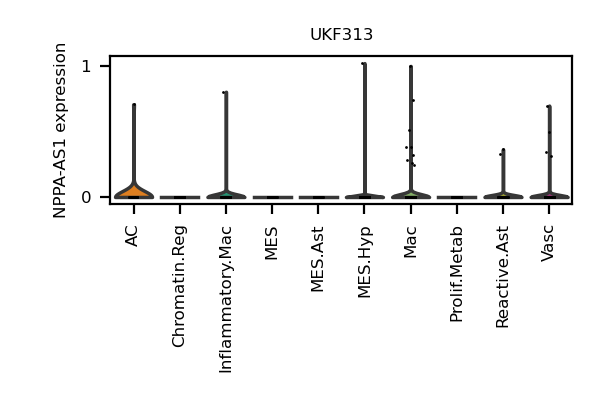 UKF313
NPPA-AS1 expression
1
0
AC
Chromatin.Reg
Inflammatory.Mac
MES
MES.Ast
MES.Hyp
Mac
Prolif.Metab
Reactive.Ast
Vasc